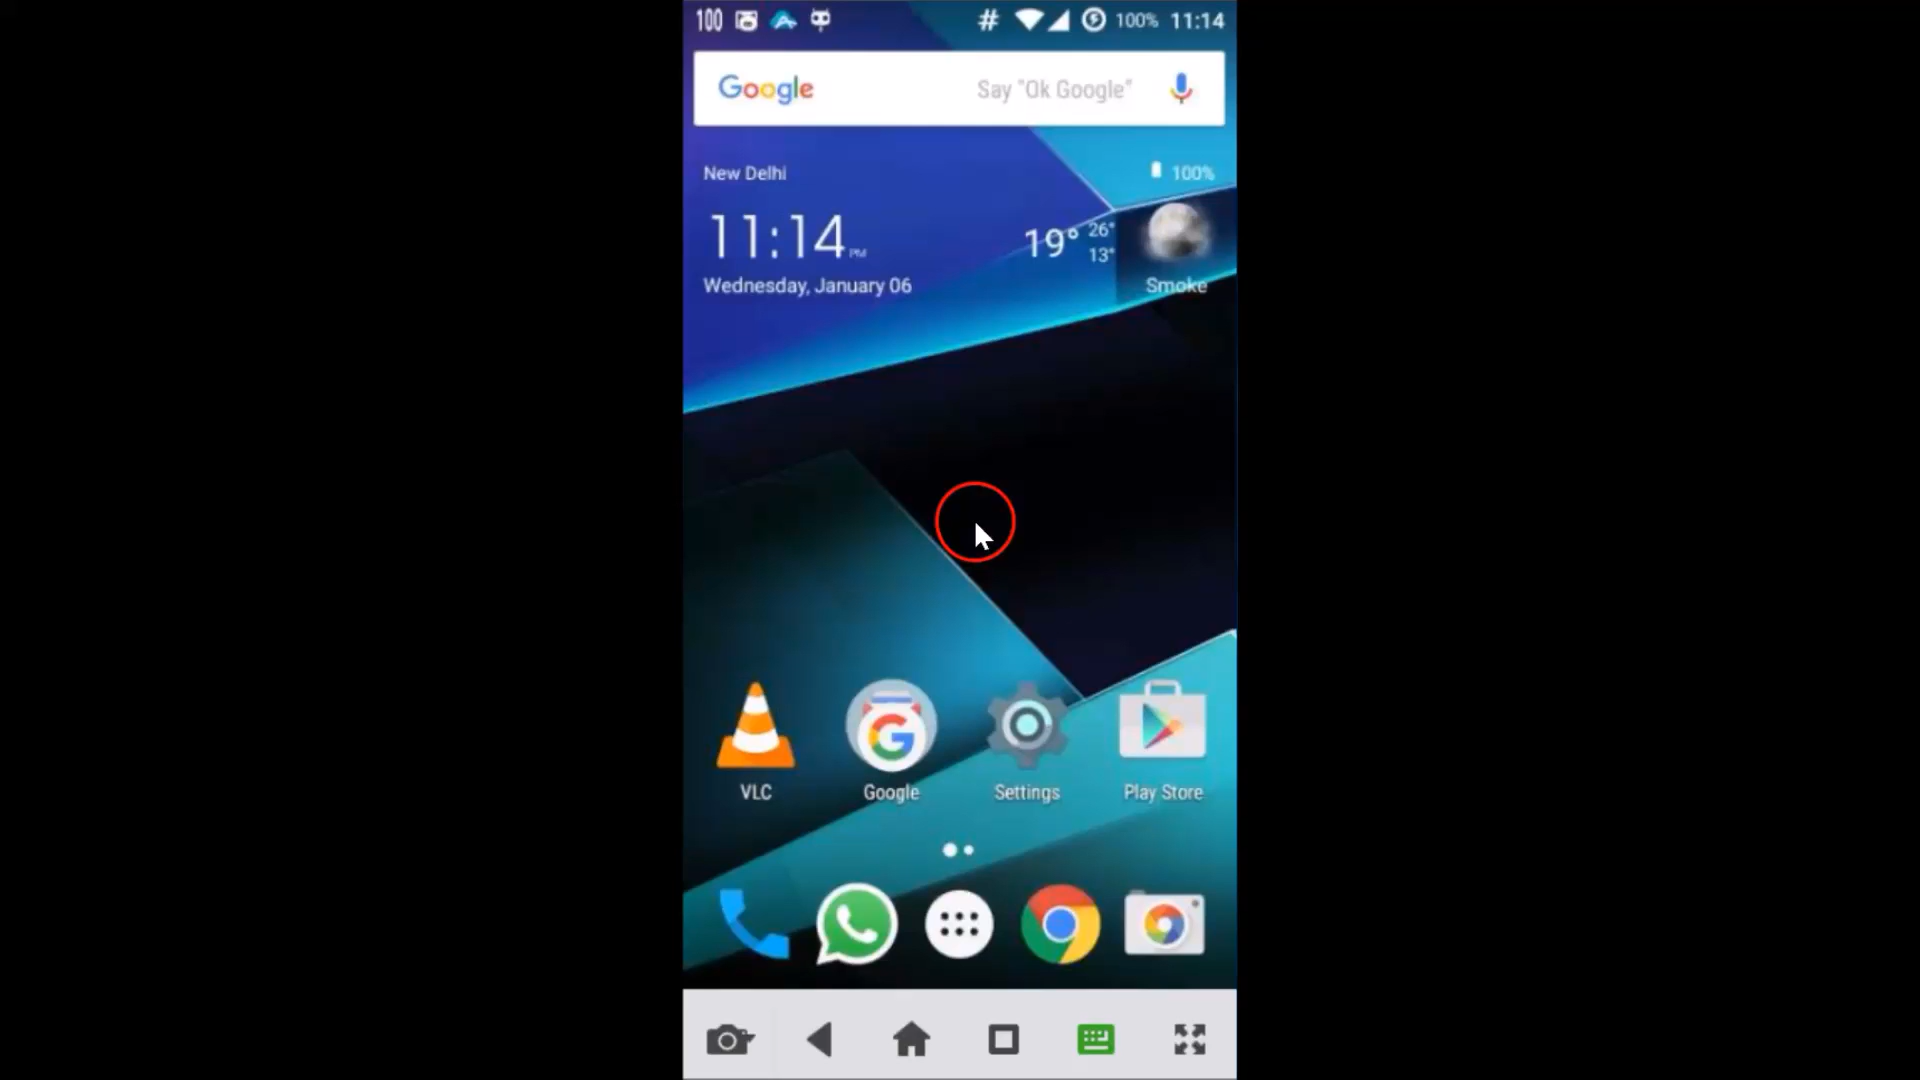 100 # 100% 11:14
Google Say "Ok Google"
New Delhi 100%
11:14 PM 19° 26° 13°
Wednesday, January 06 Smoke
VLC Google Settings Play Store